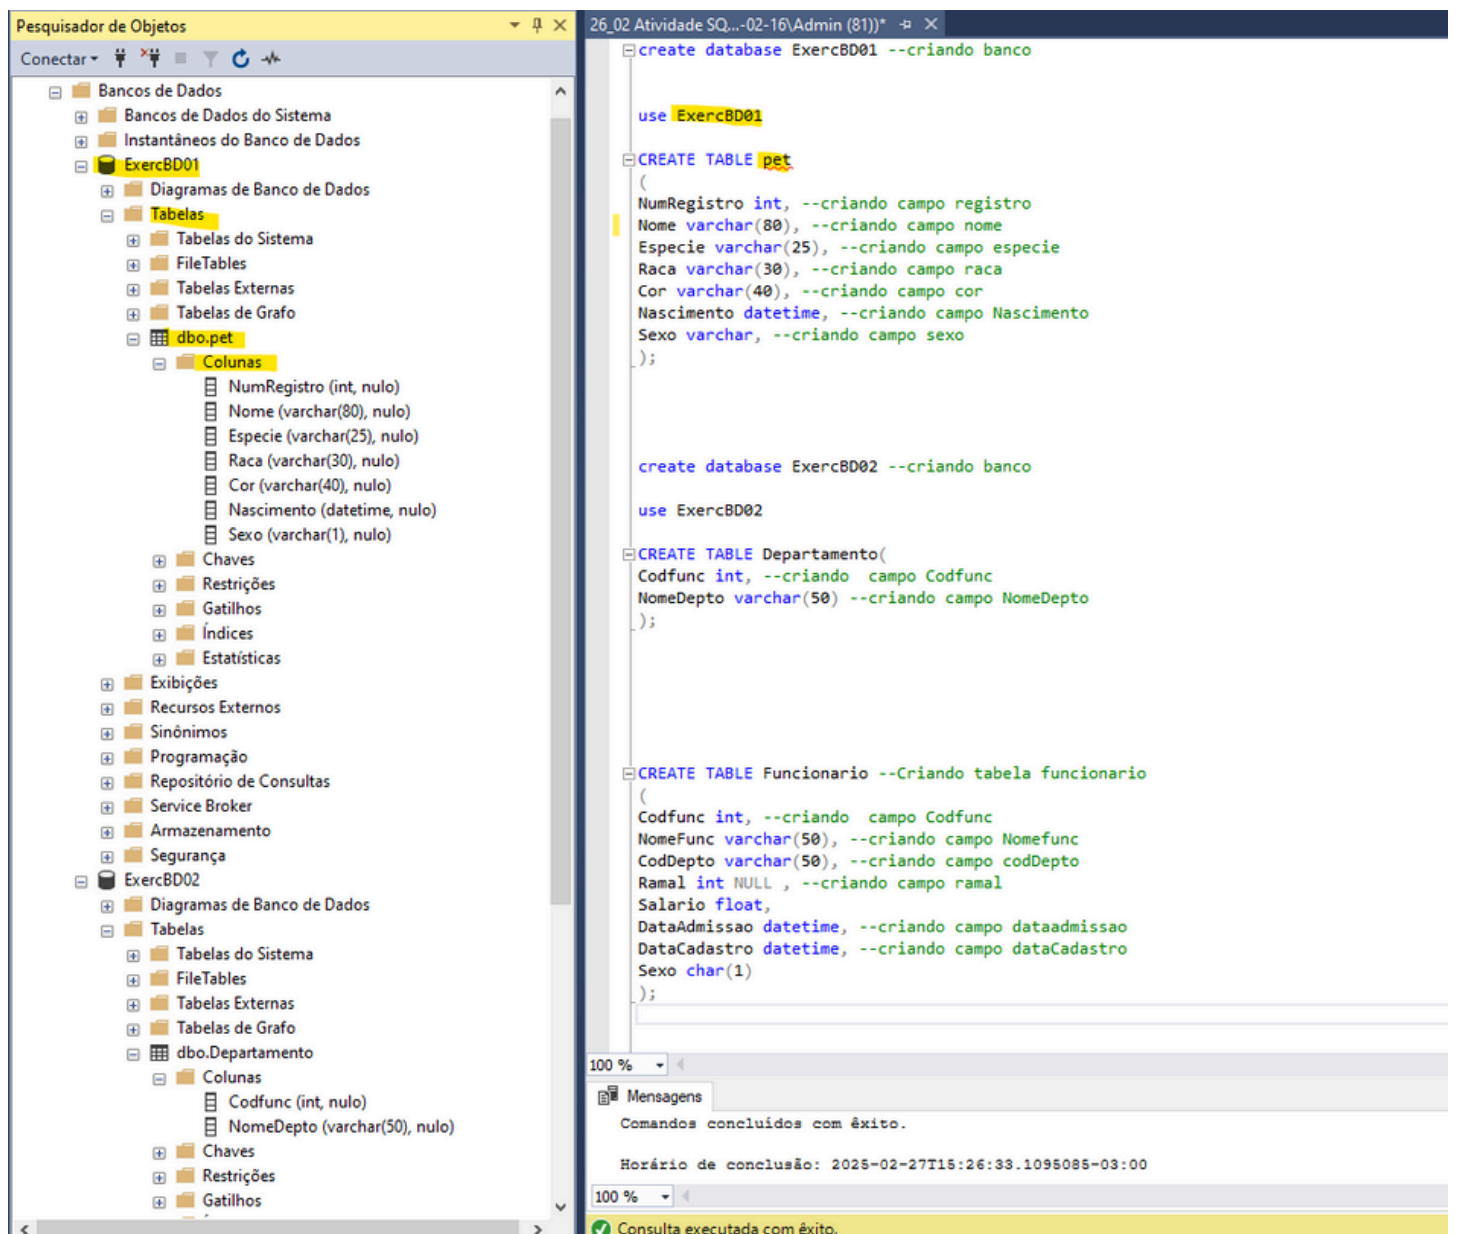 Pesquisador de Objetos
Conectar
Bancos de Dados
Bancos de Dados do Sistema
Instantâneos do Banco de Dados
ExercBD01
Diagramas de Banco de Dados
Tabelas
Tabelas do Sistema
FileTables
Tabelas Externas
Tabelas de Grafo
dbo.pet
Colunas
NumRegistro (int, nulo)
Nome (varchar(80), nulo)
Especie (varchar(25), nulo)
Raca (varchar(30), nulo)
Cor (varchar(40), nulo)
Nascimento (datetime, nulo)
Sexo (varchar(1), nulo)
Chaves
Restrições
Gatilhos
Índices
Estatísticas
Exibições
Recursos Externos
Sinônimos
Programação
Repositório de Consultas
Service Broker
Armazenamento
Segurança
ExercBD02
Diagramas de Banco de Dados
Tabelas
Tabelas do Sistema
FileTables
Tabelas Externas
Tabelas de Grafo
dbo.Departamento
Colunas
Codfunc (int, nulo)
NomeDepto (varchar(50), nulo)
Chaves
Restrições
Gatilhos
26_02 Atividade SQ...-02-16\Admin (81))*
create database ExercBD01 --criando banco
use ExercBD01
CREATE TABLE pet
(
NumRegistro int, --criando campo registro
Nome varchar(80), --criando campo nome
Especie varchar(25), --criando campo especie
Raca varchar(30), --criando campo raca
Cor varchar(40), --criando campo cor
Nascimento datetime, --criando campo Nascimento
Sexo varchar, --criando campo sexo
);
create database ExercBD02 --criando banco
use ExercBD02
CREATE TABLE Departamento(
Codfunc int, --criando  campo Codfunc
NomeDepto varchar(50) --criando campo NomeDepto
);
CREATE TABLE Funcionario --Criando tabela funcionario
(
Codfunc int, --criando  campo Codfunc
NomeFunc varchar(50), --criando campo Nomefunc
CodDepto varchar(50), --criando campo codDepto
Ramal int NULL , --criando campo ramal
Salario float,
DataAdmissao datetime, --criando campo dataadmissao
DataCadastro datetime, --criando campo dataCadastro
Sexo char(1)
);
100 %
Mensagens
Comandos concluídos com êxito.
Horário de conclusão: 2025-02-27T15:26:33.1095085-03:00
100 %
Consulta executada com êxito.